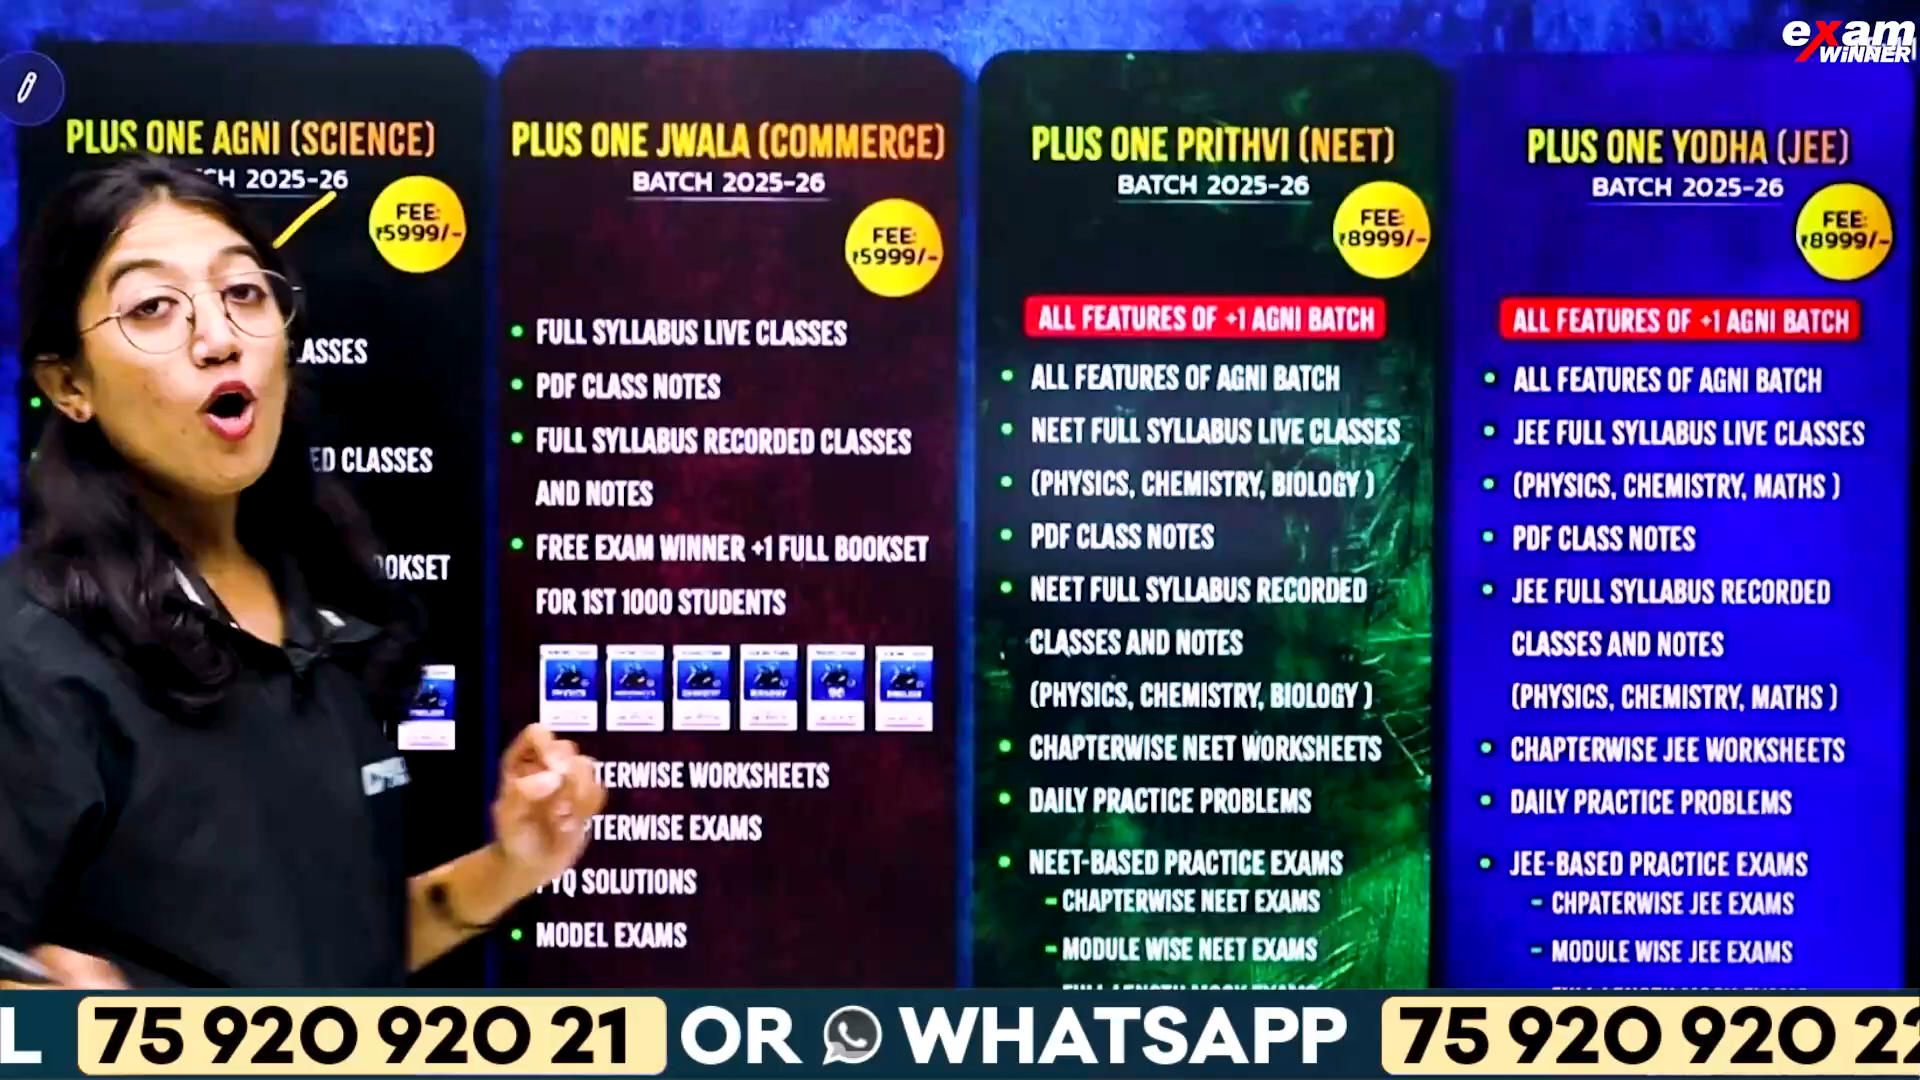 exam
WINNER
PLUS ONE AGNI (SCIENCE)
2025-26
FEE:
₹5999/-
BOOKSET
PLUS ONE JWALA (COMMERCE)
BATCH 2025-26
FEE:
₹5999/-
FULL SYLLABUS LIVE CLASSES
PDF CLASS NOTES
FULL SYLLABUS RECORDED CLASSES
AND NOTES
FREE EXAM WINNER +1 FULL BOOKSET
FOR 1ST 1000 STUDENTS
TERWISE WORKSHEETS
PTERWISE EXAMS
PYQ SOLUTIONS
MODEL EXAMS
PLUS ONE PRITHVI (NEET)
BATCH 2025-26
FEE:
₹8999/-
ALL FEATURES OF +1 AGNI BATCH
ALL FEATURES OF AGNI BATCH
NEET FULL SYLLABUS LIVE CLASSES
(PHYSICS, CHEMISTRY, BIOLOGY )
PDF CLASS NOTES
NEET FULL SYLLABUS RECORDED
CLASSES AND NOTES
(PHYSICS, CHEMISTRY, BIOLOGY )
CHAPTERWISE NEET WORKSHEETS
DAILY PRACTICE PROBLEMS
NEET-BASED PRACTICE EXAMS
- CHAPTERWISE NEET EXAMS
- MODULE WISE NEET EXAMS
PLUS ONE YODHA (JEE)
BATCH 2025-26
FEE:
₹8999/-
ALL FEATURES OF +1 AGNI BATCH
ALL FEATURES OF AGNI BATCH
JEE FULL SYLLABUS LIVE CLASSES
(PHYSICS, CHEMISTRY, MATHS )
PDF CLASS NOTES
JEE FULL SYLLABUS RECORDED
CLASSES AND NOTES
(PHYSICS, CHEMISTRY, MATHS )
CHAPTERWISE JEE WORKSHEETS
DAILY PRACTICE PROBLEMS
JEE-BASED PRACTICE EXAMS
- CHPATERWISE JEE EXAMS
- MODULE WISE JEE EXAMS
L 75 920 920 21 OR WHATSAPP 75 920 920 22